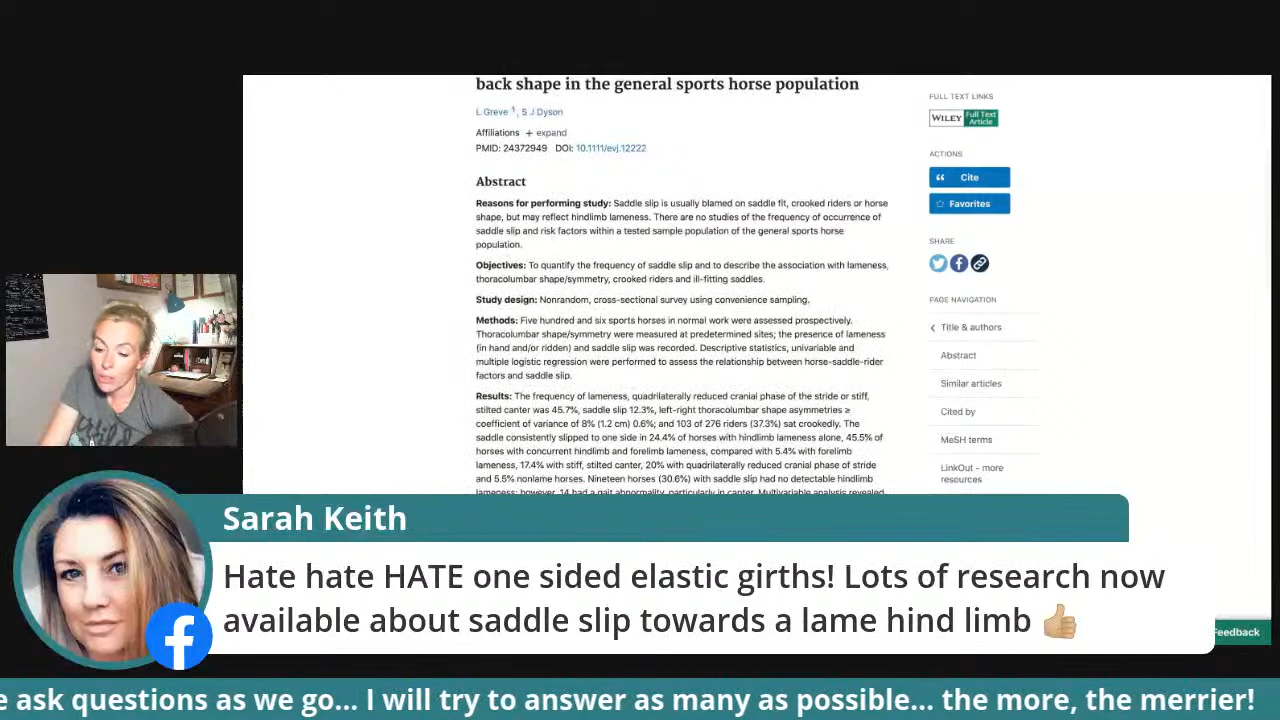 back shape in the general sports horse population
L Greve 1, S J Dyson
Affiliations + expand
PMID: 24372949 DOI: 10.1111/evj.12222
Abstract
Reasons for performing study: Saddle slip is usually blamed on saddle fit, crooked riders or horse
shape, but may reflect hindlimb lameness. There are no studies of the frequency of occurrence of
saddle slip and risk factors within a tested sample population of the general sports horse
population.
Objectives: To quantify the frequency of saddle slip and to describe the association with lameness,
thoracolumbar shape/symmetry, crooked riders and ill-fitting saddles.
Study design: Nonrandom, cross-sectional survey using convenience sampling.
Methods: Five hundred and six sports horses in normal work were assessed prospectively.
Thoracolumbar shape/symmetry were measured at predetermined sites; the presence of lameness
(in hand and/or ridden) and saddle slip was recorded. Descriptive statistics, univariable and
multiple logistic regression were performed to assess the relationship between horse-saddle-rider
factors and saddle slip.
Results: The frequency of lameness, quadrilaterally reduced cranial phase of the stride or stiff,
stilted canter was 45.7%, saddle slip 12.3%, left-right thoracolumbar shape asymmetries ≥
coefficient of variance of 8% (1.2 cm) 0.6%; and 103 of 276 riders (37.3%) sat crookedly. The
saddle consistently slipped to one side in 24.4% of horses with hindlimb lameness alone, 45.5% of
horses with concurrent hindlimb and forelimb lameness, compared with 5.4% with forelimb
lameness, 17.4% with stiff, stilted canter, 20% with quadrilaterally reduced cranial phase of stride
and 5.5% nonlame horses. Nineteen horses (30.6%) with saddle slip had no detectable hindlimb
lameness; however, 14 had a gait abnormality, particularly in canter. Multivariable analysis revealed
FULL TEXT LINKS
WILEY Full Text
Article
ACTIONS
Cite
Favorites
SHARE
PAGE NAVIGATION
Title & authors
Abstract
Similar articles
Cited by
MeSH terms
LinkOut - more
resources
Feedback
Sarah Keith
Hate hate HATE one sided elastic girths! Lots of research now
available about saddle slip towards a lame hind limb 👍🏼
e ask questions as we go... I will try to answer as many as possible... the more, the merrier!